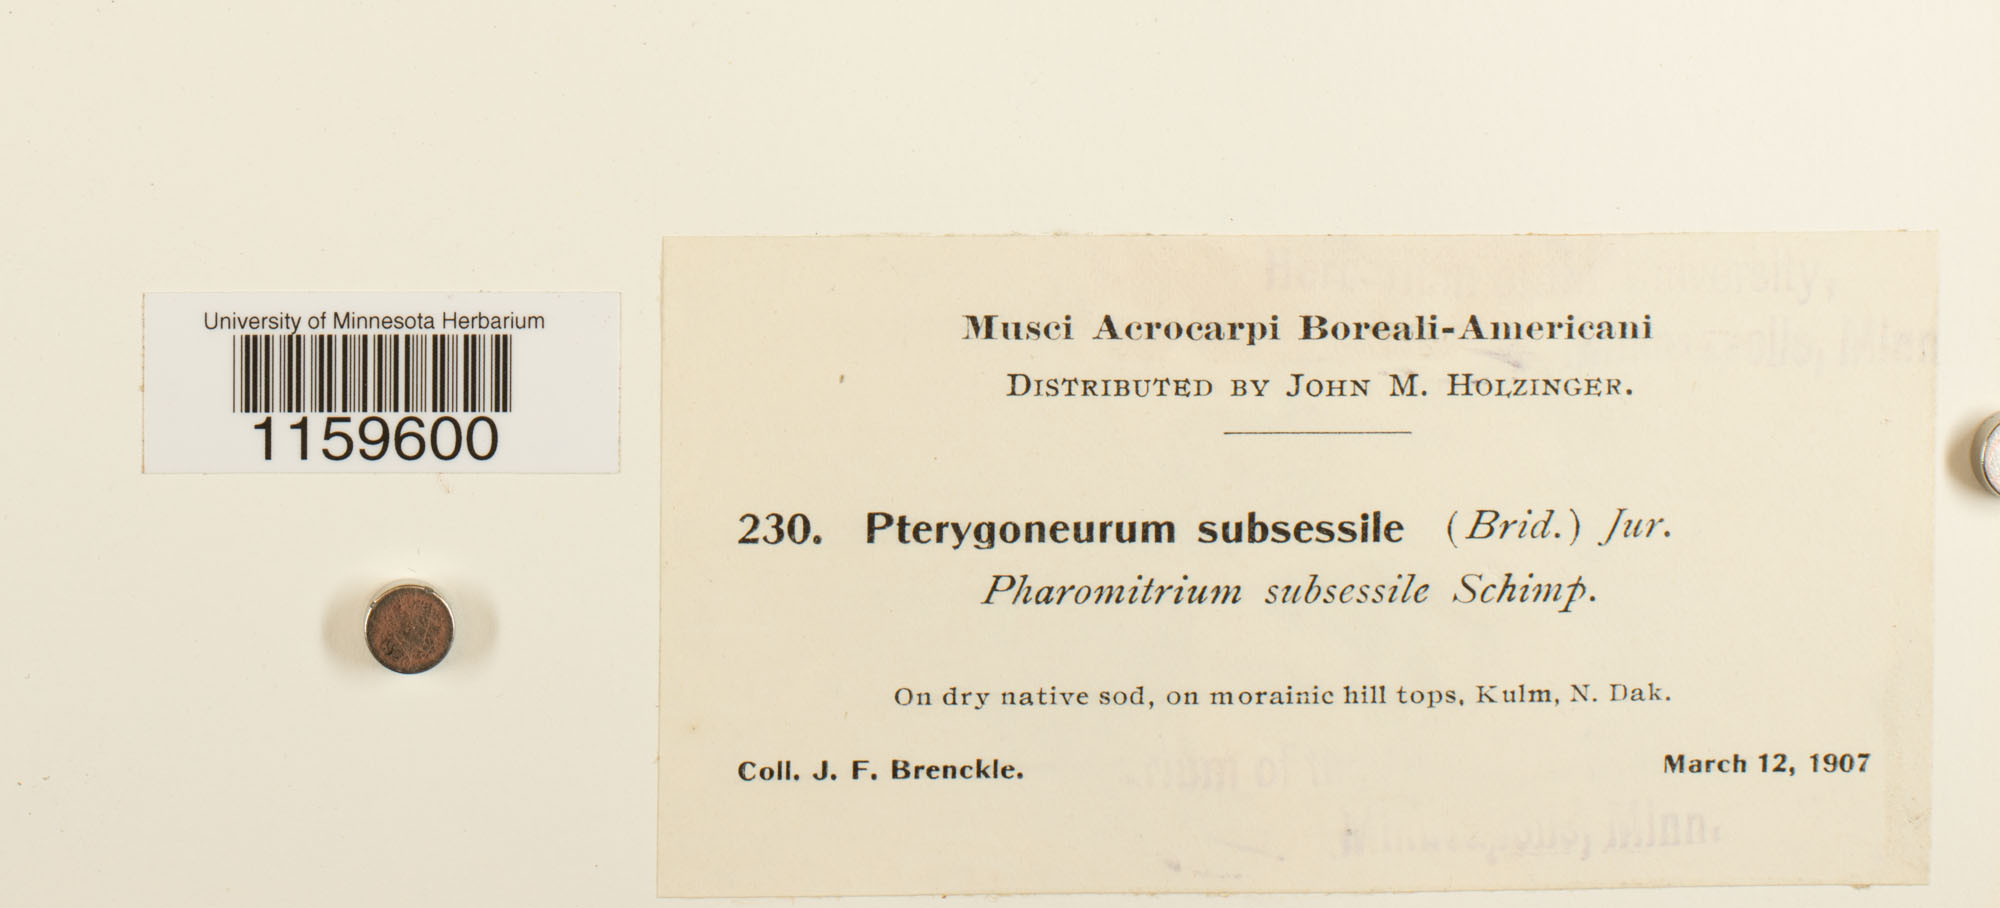 University of Minnesota Herbarium
1159600
Musci Acrocarpi Boreali-Americani
Distributed by John M. Holzinger.
230. Pterygoneurum subsessile (Brid.) Jur.
Pharomitrium subsessile Schimp.
On dry native sod, on morainic hill tops, Kulm, N. Dak.
Coll. J. F. Brenckle.
March 12, 1907